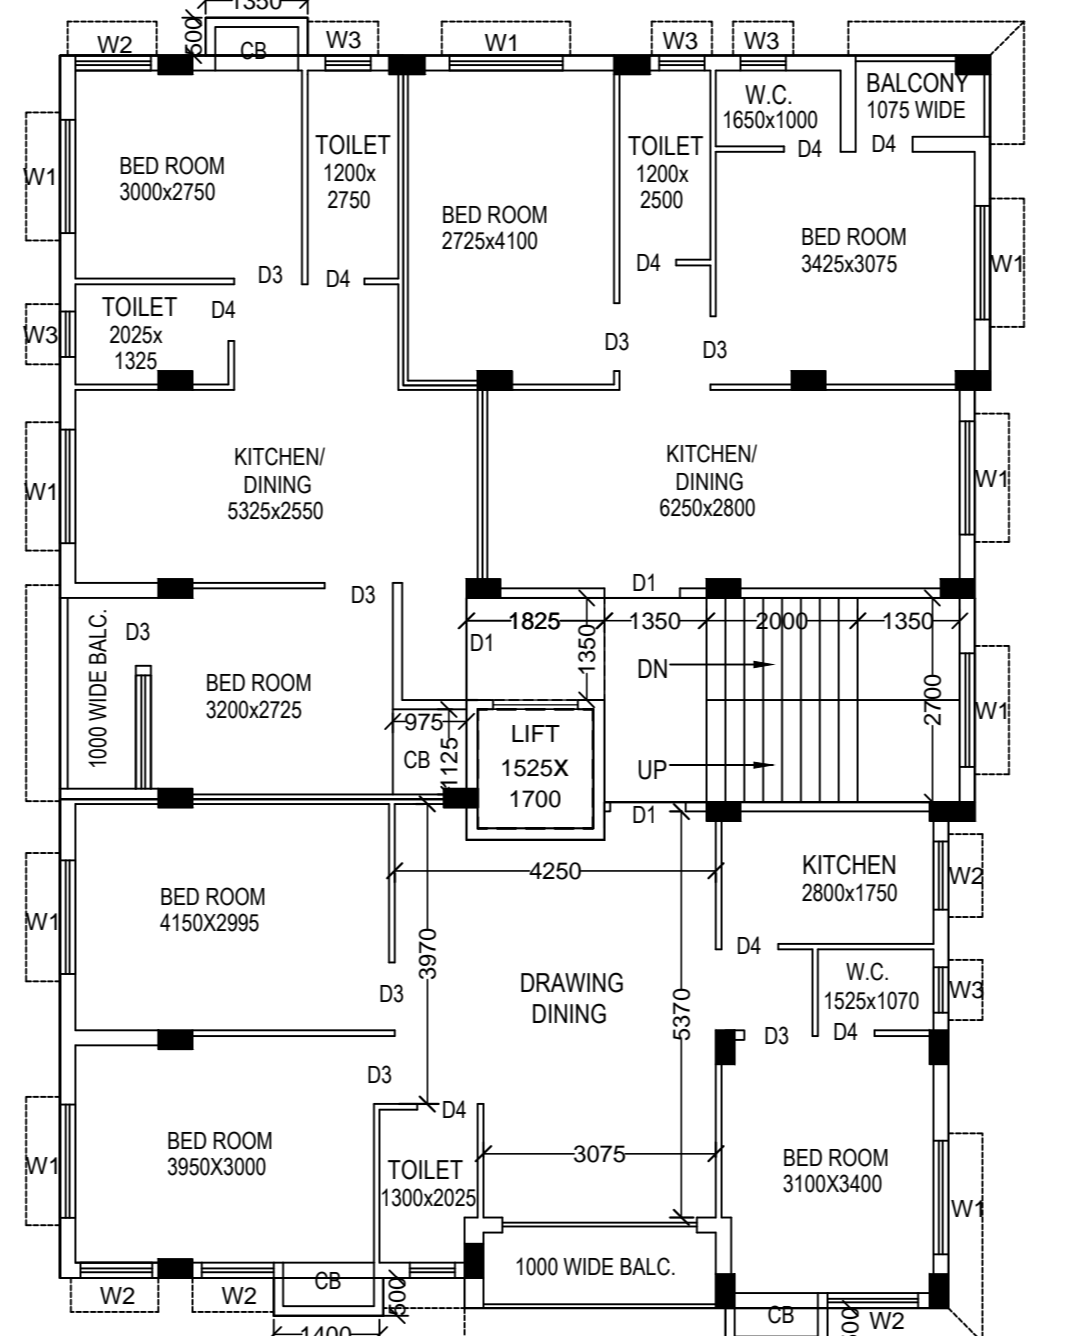 1350
500
W2
CB
W3
W1
W3
W3
BALCONY
1075 WIDE
W.C.
1650x1000
D4
D4
W1
BED ROOM
3000x2750
TOILET
1200x
2750
BED ROOM
2725x4100
TOILET
1200x
2500
BED ROOM
3425x3075
W1
D3
D4
D4
TOILET
2025x
1325
D4
W3
D3
D3
KITCHEN/
DINING
5325x2550
W1
KITCHEN/
DINING
6250x2800
W1
D3
D1
1825
1350
2000
1350
1000 WIDE BALC.
D3
D1
1350
DN
BED ROOM
3200x2725
2700
W1
975
CB
1125
LIFT
1525X
1700
UP
D1
4250
KITCHEN
2800x1750
W2
BED ROOM
4150X2995
W1
3970
D4
DRAWING
DINING
5370
W.C.
1525x1070
W3
D3
D3
D4
D3
D4
BED ROOM
3950X3000
W1
TOILET
1300x2025
3075
BED ROOM
3100X3400
W1
1000 WIDE BALC.
W2
W2
CB
500
1400
CB
W2